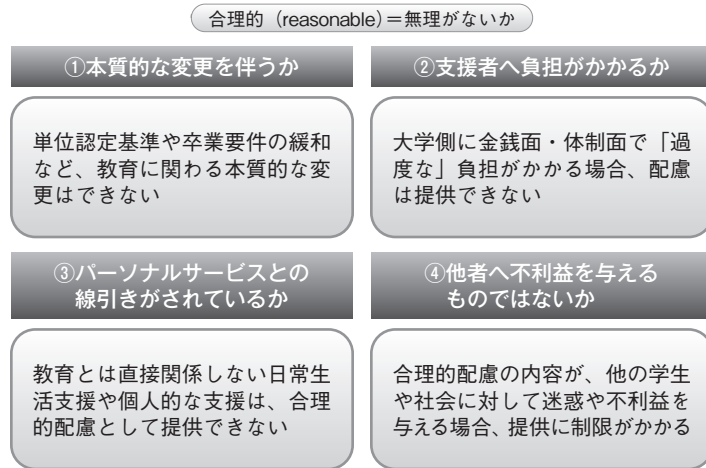 合理的（reasonable）＝無理がないか
①本質的な変更を伴うか
単位認定基準や卒業要件の緩和
など、教育に関わる本質的な変
更はできない
②支援者へ負担がかかるか
大学側に金銭面・体制面で「過
度な」負担がかかる場合、配慮
は提供できない
③パーソナルサービスとの
線引きがされているか
教育とは直接関係しない日常生
活支援や個人的な支援は、合理
的配慮として提供できない
④他者へ不利益を与える
ものではないか
合理的配慮の内容が、他の学生
や社会に対して迷惑や不利益を
与える場合、提供に制限がかかる